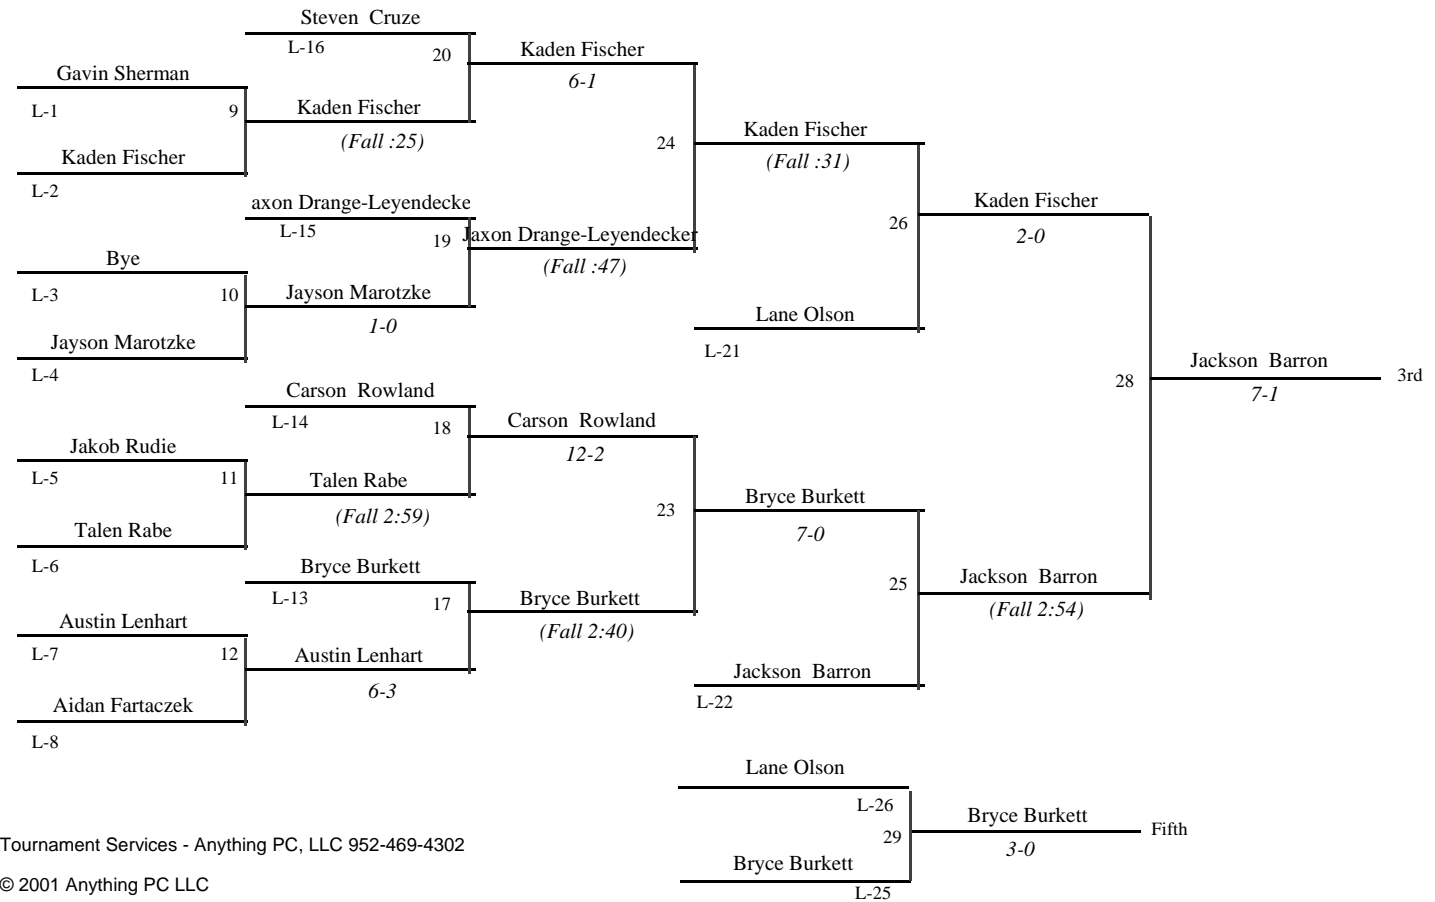 Steven  Cruze
L-16
20
Kaden Fischer
6-1
Gavin Sherman
L-1
9
Kaden Fischer
(Fall :25)
24
Kaden Fischer
(Fall :31)
Kaden Fischer
L-2
axon Drange-Leyendecke
L-15
19
Jaxon Drange-Leyendecker
(Fall :47)
26
Kaden Fischer
2-0
Bye
L-3
10
Jayson Marotzke
1-0
Lane Olson
L-21
Jayson Marotzke
L-4
28
Jackson  Barron
7-1
3rd
Carson  Rowland
L-14
18
Carson  Rowland
12-2
Jakob Rudie
L-5
11
Talen Rabe
(Fall 2:59)
23
Bryce Burkett
7-0
Talen Rabe
L-6
Bryce Burkett
L-13
17
Bryce Burkett
(Fall 2:40)
25
Jackson  Barron
(Fall 2:54)
Austin Lenhart
L-7
12
Austin Lenhart
6-3
Jackson  Barron
L-22
Aidan Fartaczek
L-8
Lane Olson
L-26
29
Bryce Burkett
3-0
Fifth
Bryce Burkett
L-25
Tournament Services - Anything PC, LLC 952-469-4302
© 2001 Anything PC LLC